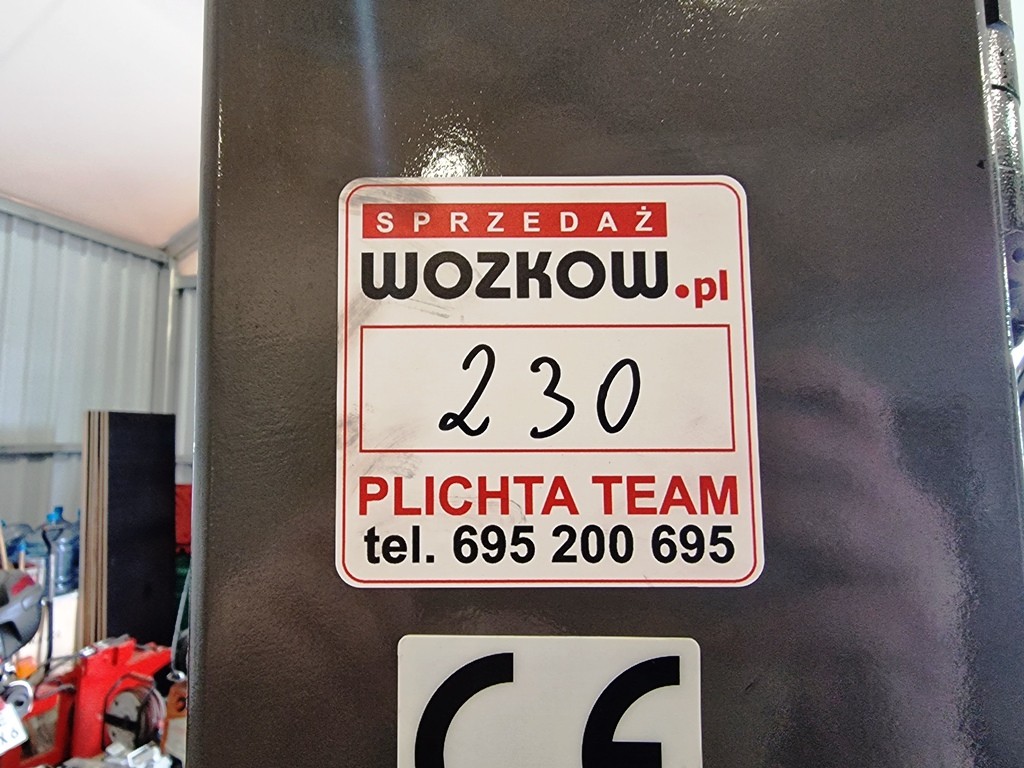 SPRZEDAŻ
WOZKOW.pl
230
PLICHTA TEAM
tel. 695 200 695
CE